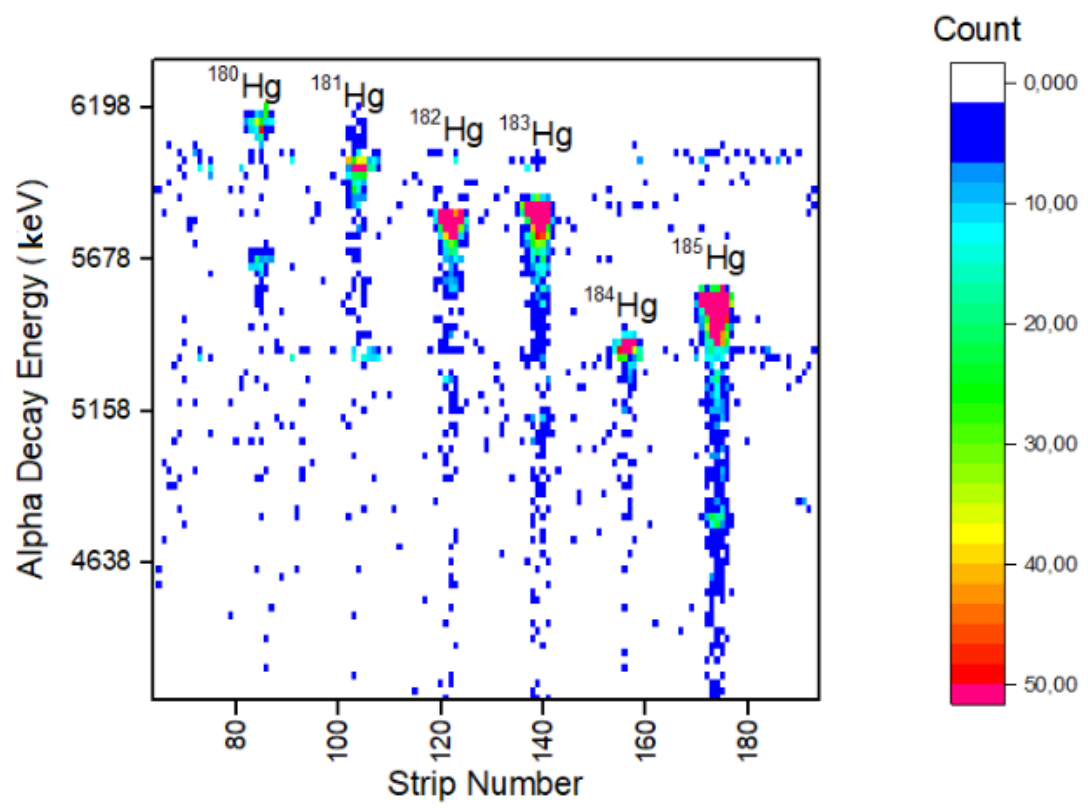 Count
0,000
10,00
20,00
30,00
40,00
50,00
¹⁸⁰Hg
¹⁸¹Hg
¹⁸²Hg
¹⁸³Hg
¹⁸⁴Hg
¹⁸⁵Hg
Alpha Decay Energy (keV)
6198
5678
5158
4638
80
100
120
140
160
180
Strip Number